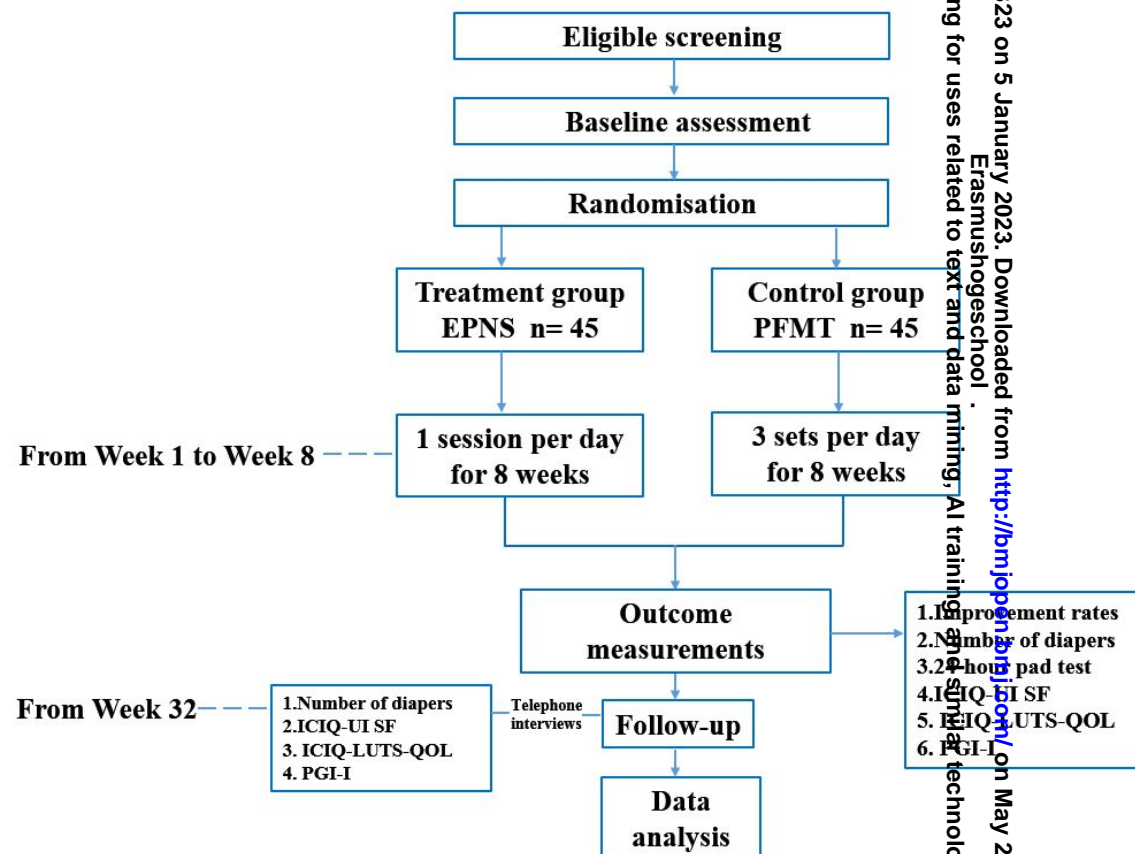 Eligible screening
Baseline assessment
Randomisation
Treatment group
EPNS n= 45
Control group
PFMT n= 45
From Week 1 to Week 8
1 session per day
for 8 weeks
3 sets per day
for 8 weeks
Outcome
measurements
1.Improvement rates
2.Number of diapers
3.24-hour pad test
4.ICIQ-UI SF
5. ICIQ-LUTS-QOL
6. PGI-I
From Week 32
1.Number of diapers
2.ICIQ-UI SF
3. ICIQ-LUTS-QOL
4. PGI-I
Telephone
interviews
Follow-up
Data
analysis
623 on 5 January 2023. Downloaded from http://bmjopen.bmj.com/ on May 2
Erasmushogeschool .
ng for uses related to text and data mining, AI training, and similar technolo